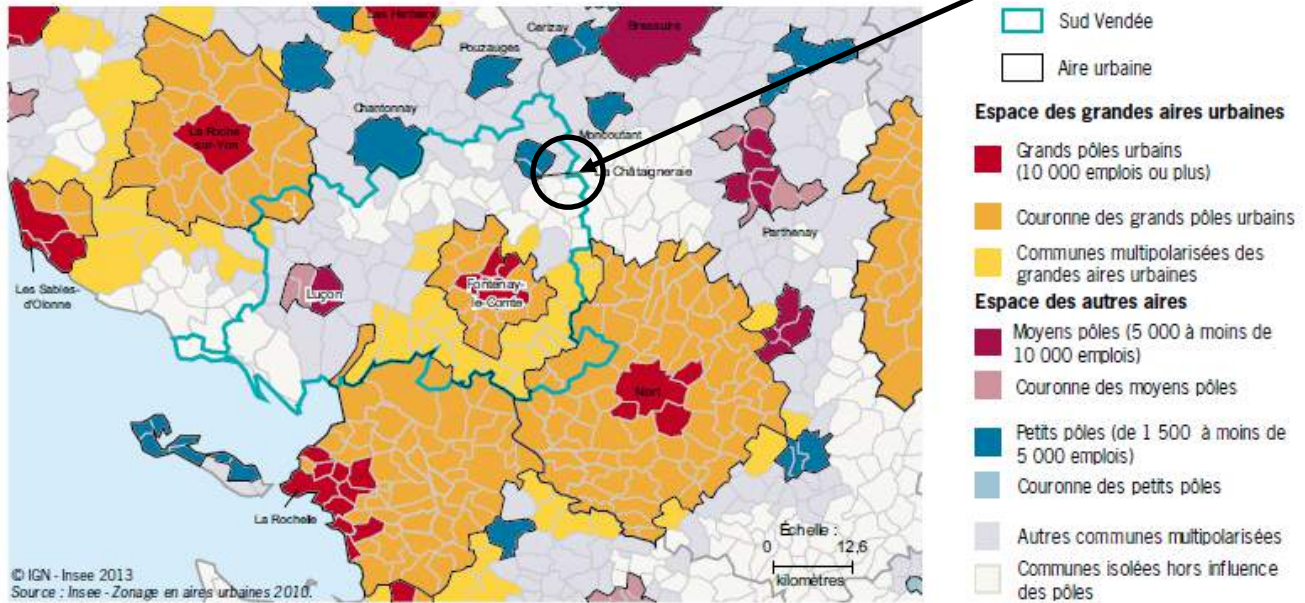 Les Herbiers
Bressuire
Cerizay
Pouzauges
Chantonnay
Moncoutant
La Roche
sur-Yon
La Châtaigneraie
Parthenay
Les Sables-
d'Olonne
Luçon
Fontenay-
le-Comte
Niort
La Rochelle
Échelle :
0 12,6
kilomètres
© IGN - Insee 2013
Source : Insee - Zonage en aires urbaines 2010.
Sud Vendée
Aire urbaine
Espace des grandes aires urbaines
Grands pôles urbains
(10 000 emplois ou plus)
Couronne des grands pôles urbains
Communes multipolarisées des
grandes aires urbaines
Espace des autres aires
Moyens pôles (5 000 à moins de
10 000 emplois)
Couronne des moyens pôles
Petits pôles (de 1 500 à moins de
5 000 emplois)
Couronne des petits pôles
Autres communes multipolarisées
Communes isolées hors influence
des pôles